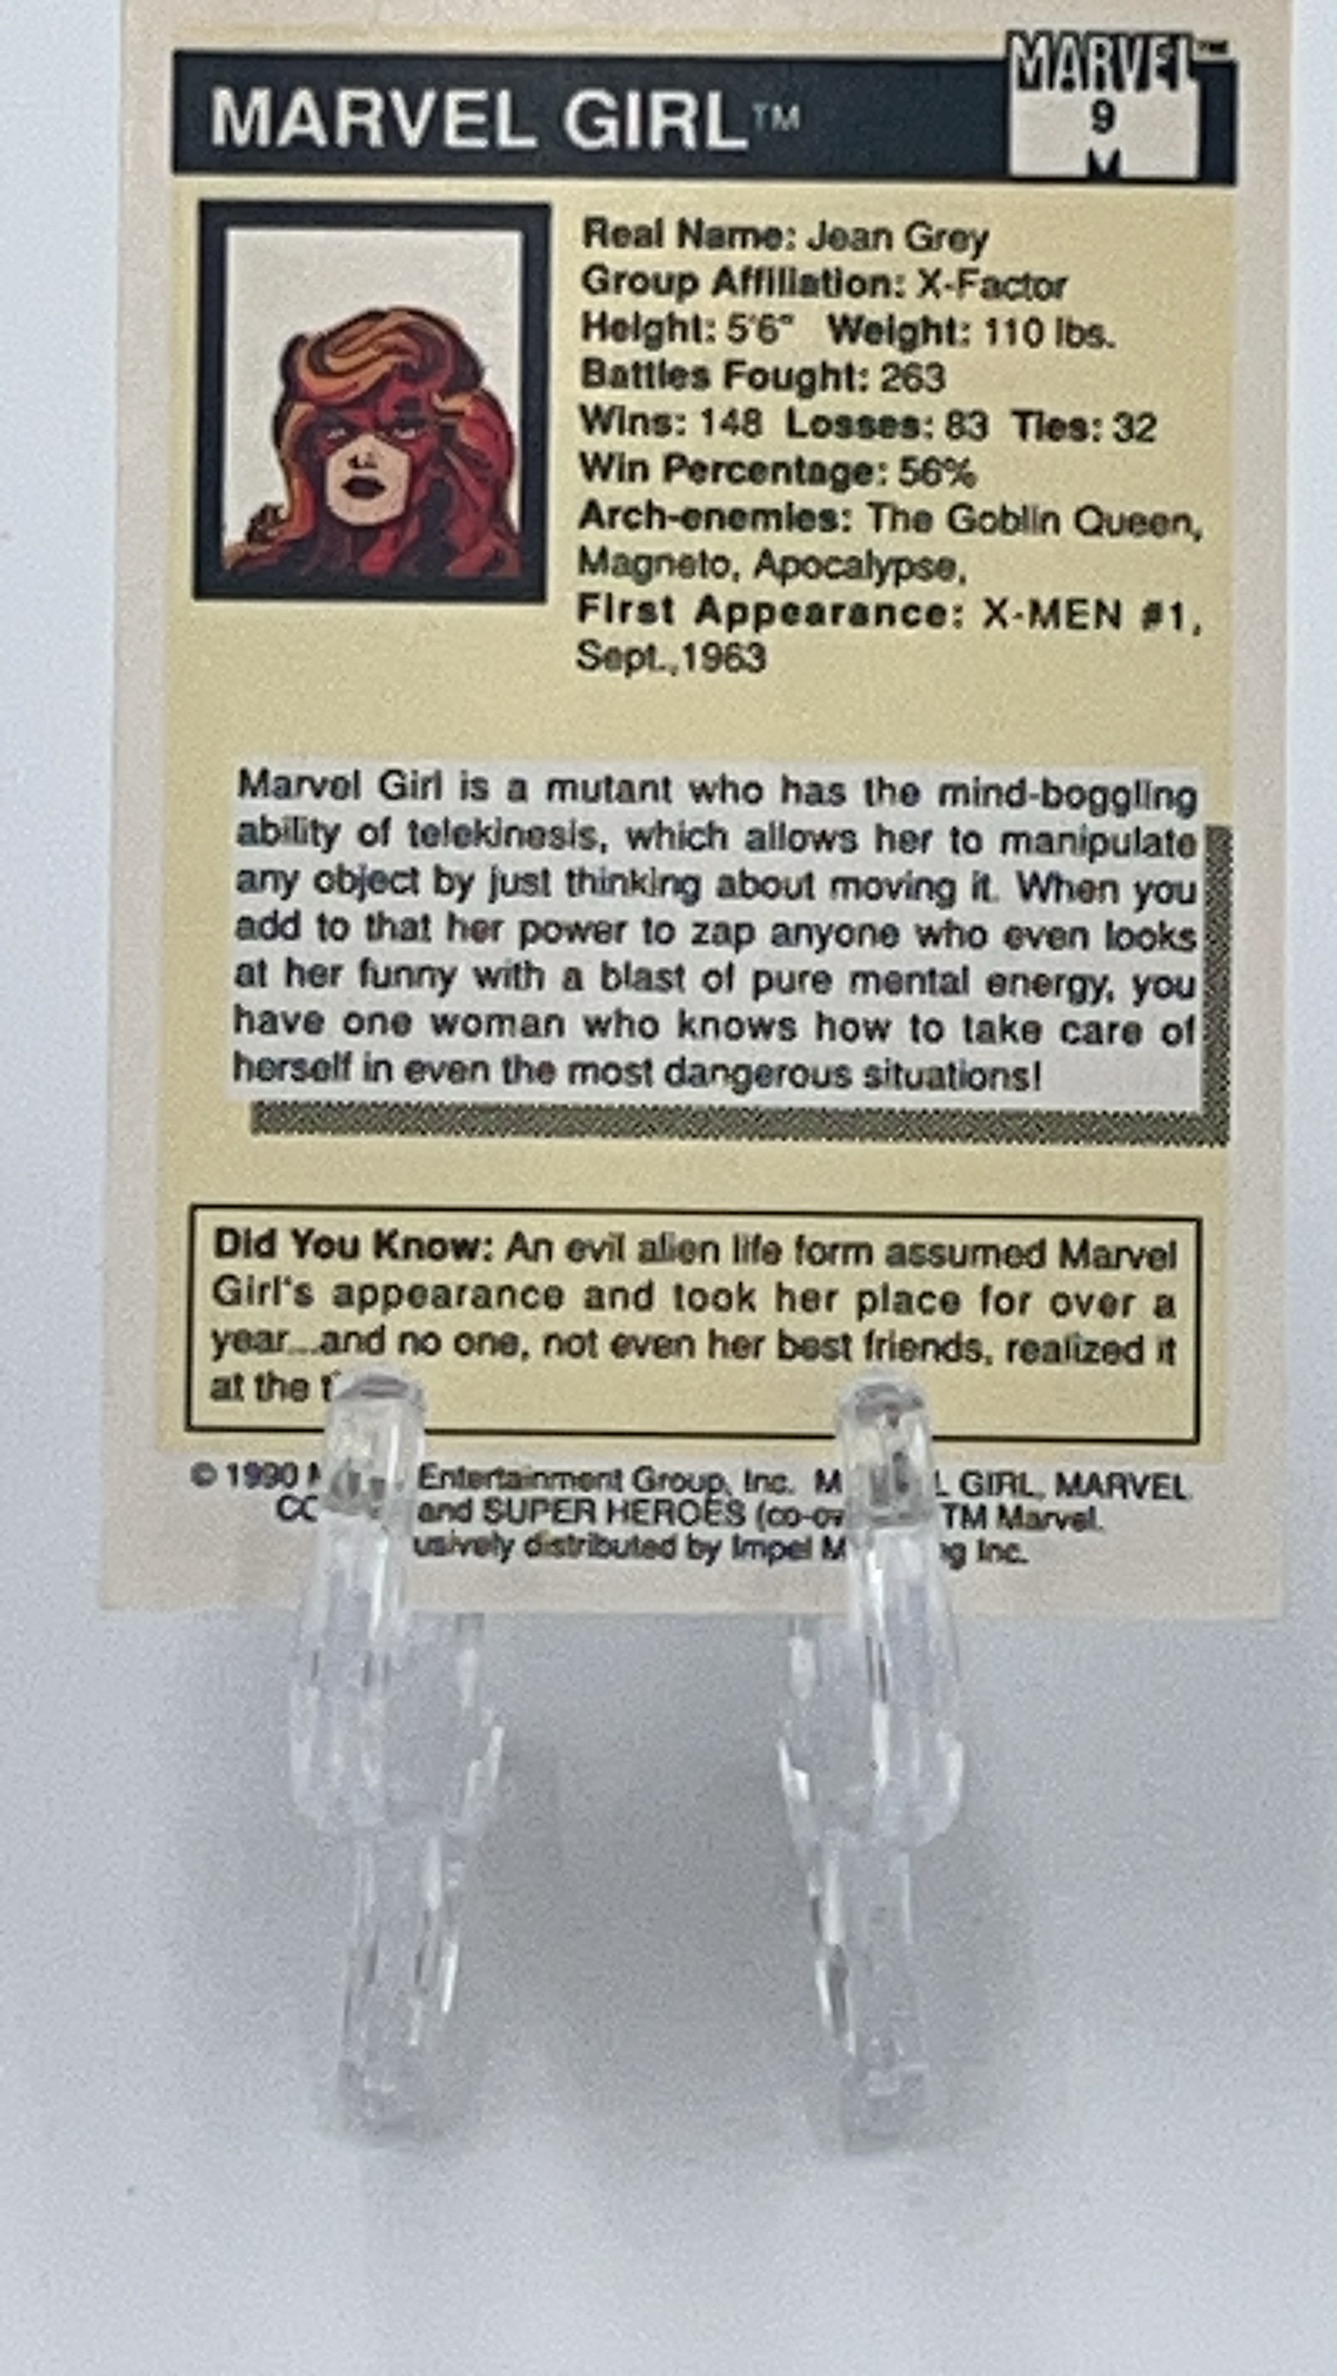 MARVEL™
MARVEL GIRL™
9
Real Name: Jean Grey
Group Affiliation: X-Factor
Height: 5'6" Weight: 110 lbs.
Battles Fought: 263
Wins: 148 Losses: 83 Ties: 32
Win Percentage: 56%
Arch-enemies: The Goblin Queen,
Magneto, Apocalypse,
First Appearance: X-MEN #1,
Sept.,1963
Marvel Girl is a mutant who has the mind-boggling
ability of telekinesis, which allows her to manipulate
any object by just thinking about moving it. When you
add to that her power to zap anyone who even looks
at her funny with a blast of pure mental energy, you
have one woman who knows how to take care of
herself in even the most dangerous situations!
Did You Know: An evil alien life form assumed Marvel
Girl's appearance and took her place for over a
year...and no one, not even her best friends, realized it
at the
© 1990 Entertainment Group, Inc. GIRL, MARVEL
and SUPER HEROES TM Marvel.
distributed by Impel Inc.